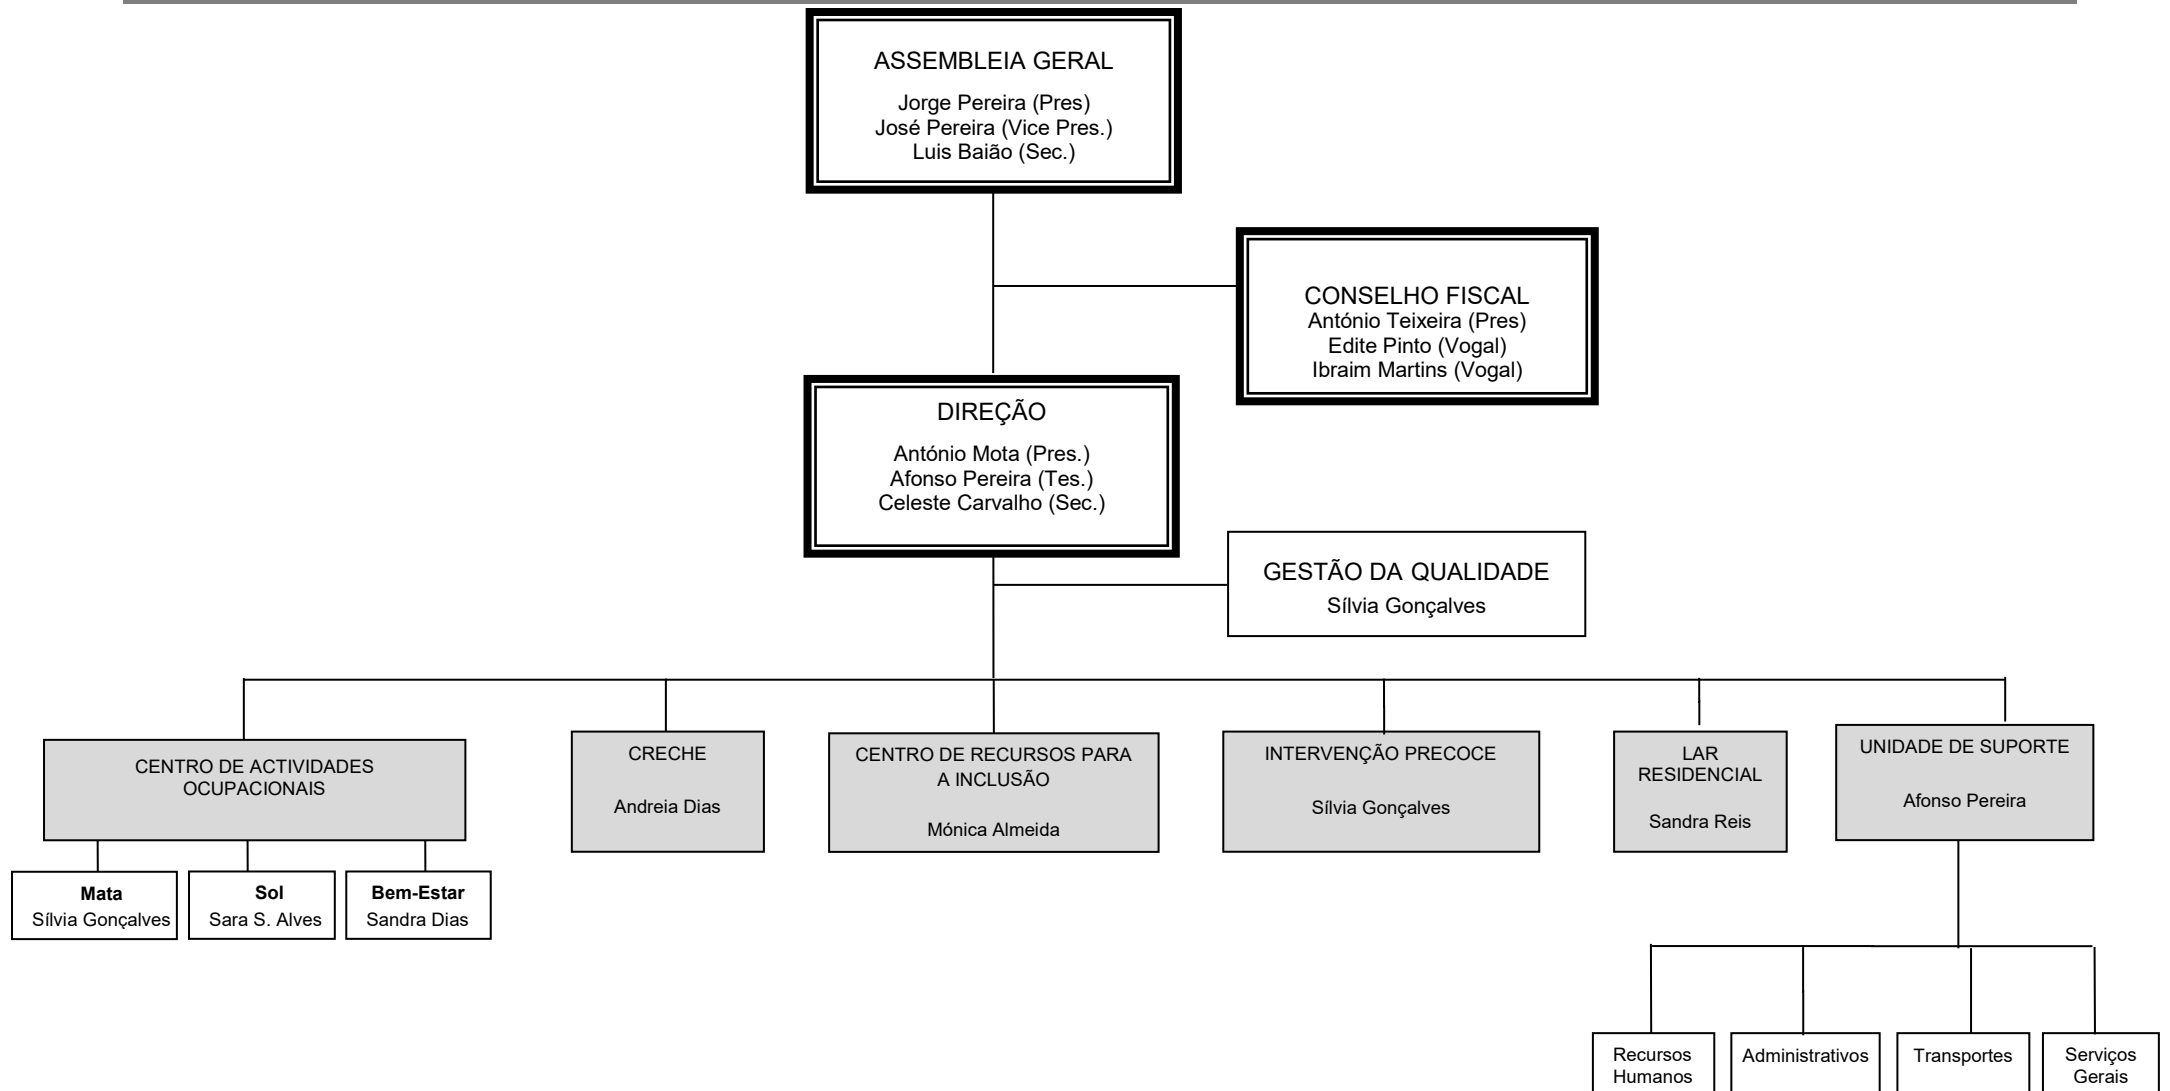 ASSEMBLEIA GERAL
Jorge Pereira (Pres)
José Pereira (Vice Pres.)
Luis Baião (Sec.)
CONSELHO FISCAL
António Teixeira (Pres)
Edite Pinto (Vogal)
Ibraim Martins (Vogal)
DIREÇÃO
António Mota (Pres.)
Afonso Pereira (Tes.)
Celeste Carvalho (Sec.)
GESTÃO DA QUALIDADE
Sílvia Gonçalves
CENTRO DE ACTIVIDADES
OCUPACIONAIS
CRECHE
Andreia Dias
CENTRO DE RECURSOS PARA
A INCLUSÃO
Mónica Almeida
INTERVENÇÃO PRECOCE
Sílvia Gonçalves
LAR
RESIDENCIAL
Sandra Reis
UNIDADE DE SUPORTE
Afonso Pereira
Mata
Sílvia Gonçalves
Sol
Sara S. Alves
Bem-Estar
Sandra Dias
Recursos
Humanos
Administrativos
Transportes
Serviços
Gerais